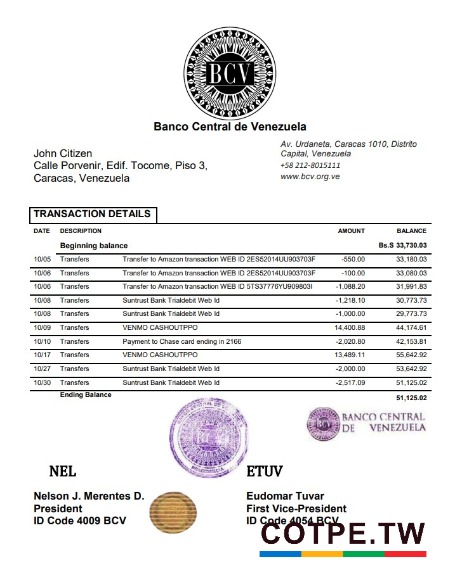 BCV
Banco Central de Venezuela
John Citizen
Calle Porvenir, Edif. Tocome, Piso 3,
Caracas, Venezuela
Av. Urdaneta, Caracas 1010, Distrito
Capital, Venezuela
+58 212-8015111
www.bcv.org.ve
TRANSACTION DETAILS
DATE DESCRIPTION AMOUNT BALANCE
Beginning balance Bs.S 33,730.03
10/05 Transfers Transfer to Amazon transaction WEB ID 2ES52014UU903703F -550.00 33,180.03
10/06 Transfers Transfer to Amazon transaction WEB ID 2ES52014UU903703F -100.00 33,080.03
10/06 Transfers Transfer to Amazon transaction WEB ID 5TS37776YU909803I -1,088.20 31,991.83
10/08 Transfers Suntrust Bank Trialdebit Web Id -1,218.10 30,773.73
10/08 Transfers Suntrust Bank Trialdebit Web Id -1,000.00 29,773.73
10/09 Transfers VENMO CASHOUTPPO 14,400.88 44,174.61
10/10 Transfers Payment to Chase card ending in 2166 -2,020.80 42,153.81
10/17 Transfers VENMO CASHOUTPPO 13,489.11 55,642.92
10/27 Transfers Suntrust Bank Trialdebit Web Id -2,000.00 53,642.92
10/30 Transfers Suntrust Bank Trialdebit Web Id -2,517.09 51,125.02
Ending Balance 51,125.02
BANCO CENTRAL
DE VENEZUELA
NEL ETUV
Nelson J. Merentes D.
President
ID Code 4009 BCV
Eudomar Tuvar
First Vice-President
ID Code 4054 BCV
COTPE.TW